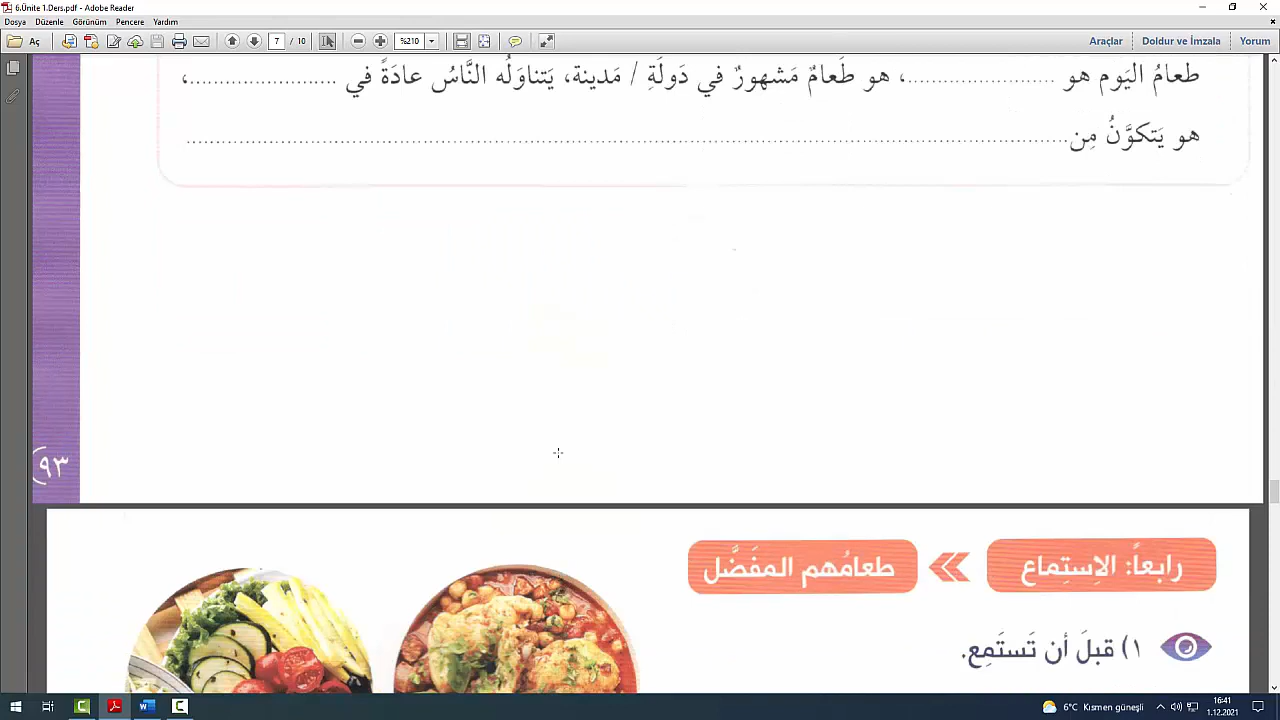 6.Ünite 1.Ders.pdf - Adobe Reader
Dosya Düzenle Görünüm Pencere Yardım
Aç 7 / 10 %210 Araçlar Doldur ve İmzala Yorum
طعامُ اليَوم هو ........................، هو طَعامٌ مَشهورٌ في دَولَةِ / مَدينة، يَتناوَلُه النَّاسُ عادةً في ........................،
هو يَتكوَّنُ مِن........................................................................
٩٣
رابعاً: الاِستِماع
طعامُهم المفَضَّل
١) قبلَ أن تَستَمِع.
6°C Kısmen güneşli
16:41
1.12.2021